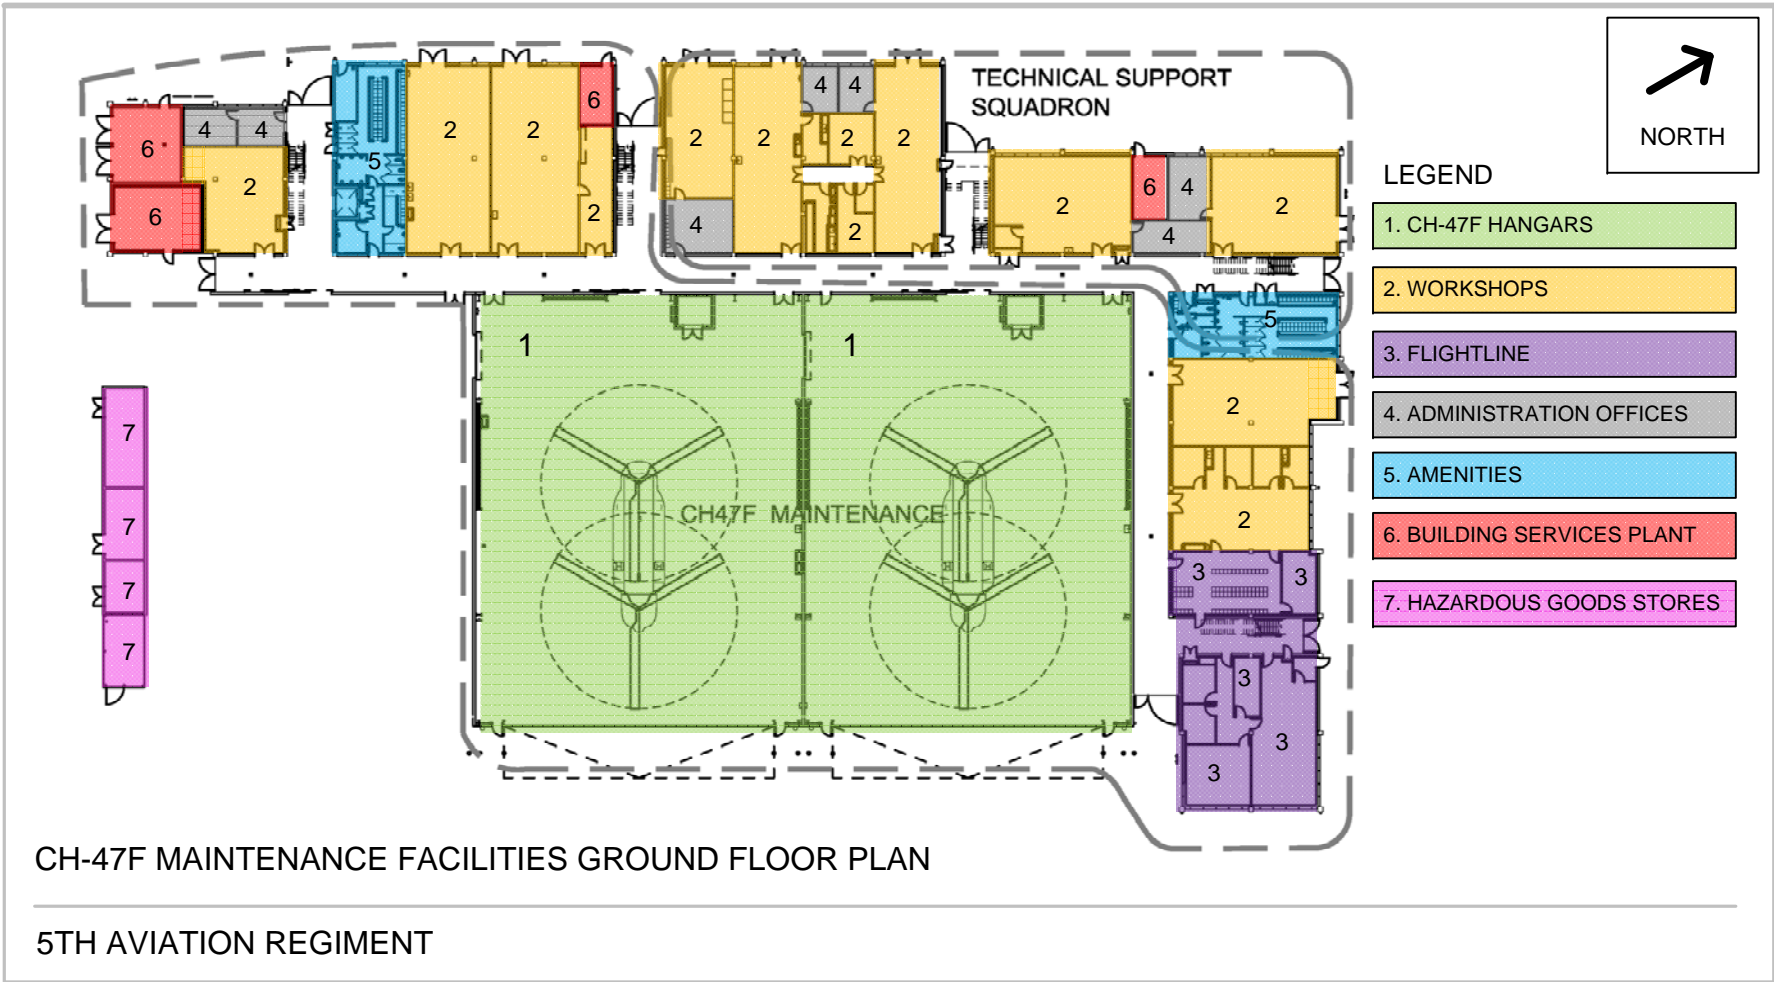 TECHNICAL SUPPORT
SQUADRON
NORTH
4 4
6
2 2
6
4 4
2 2 2 2
6
5
2
6
2
2
4
2
2
6
4
2
4
LEGEND
1. CH-47F HANGARS
2. WORKSHOPS
3. FLIGHTLINE
4. ADMINISTRATION OFFICES
5. AMENITIES
6. BUILDING SERVICES PLANT
7. HAZARDOUS GOODS STORES
1 1
CH47F MAINTENANCE
5
2
2
3 3
3
3
3
7
7
7
7
CH-47F MAINTENANCE FACILITIES GROUND FLOOR PLAN
5TH AVIATION REGIMENT